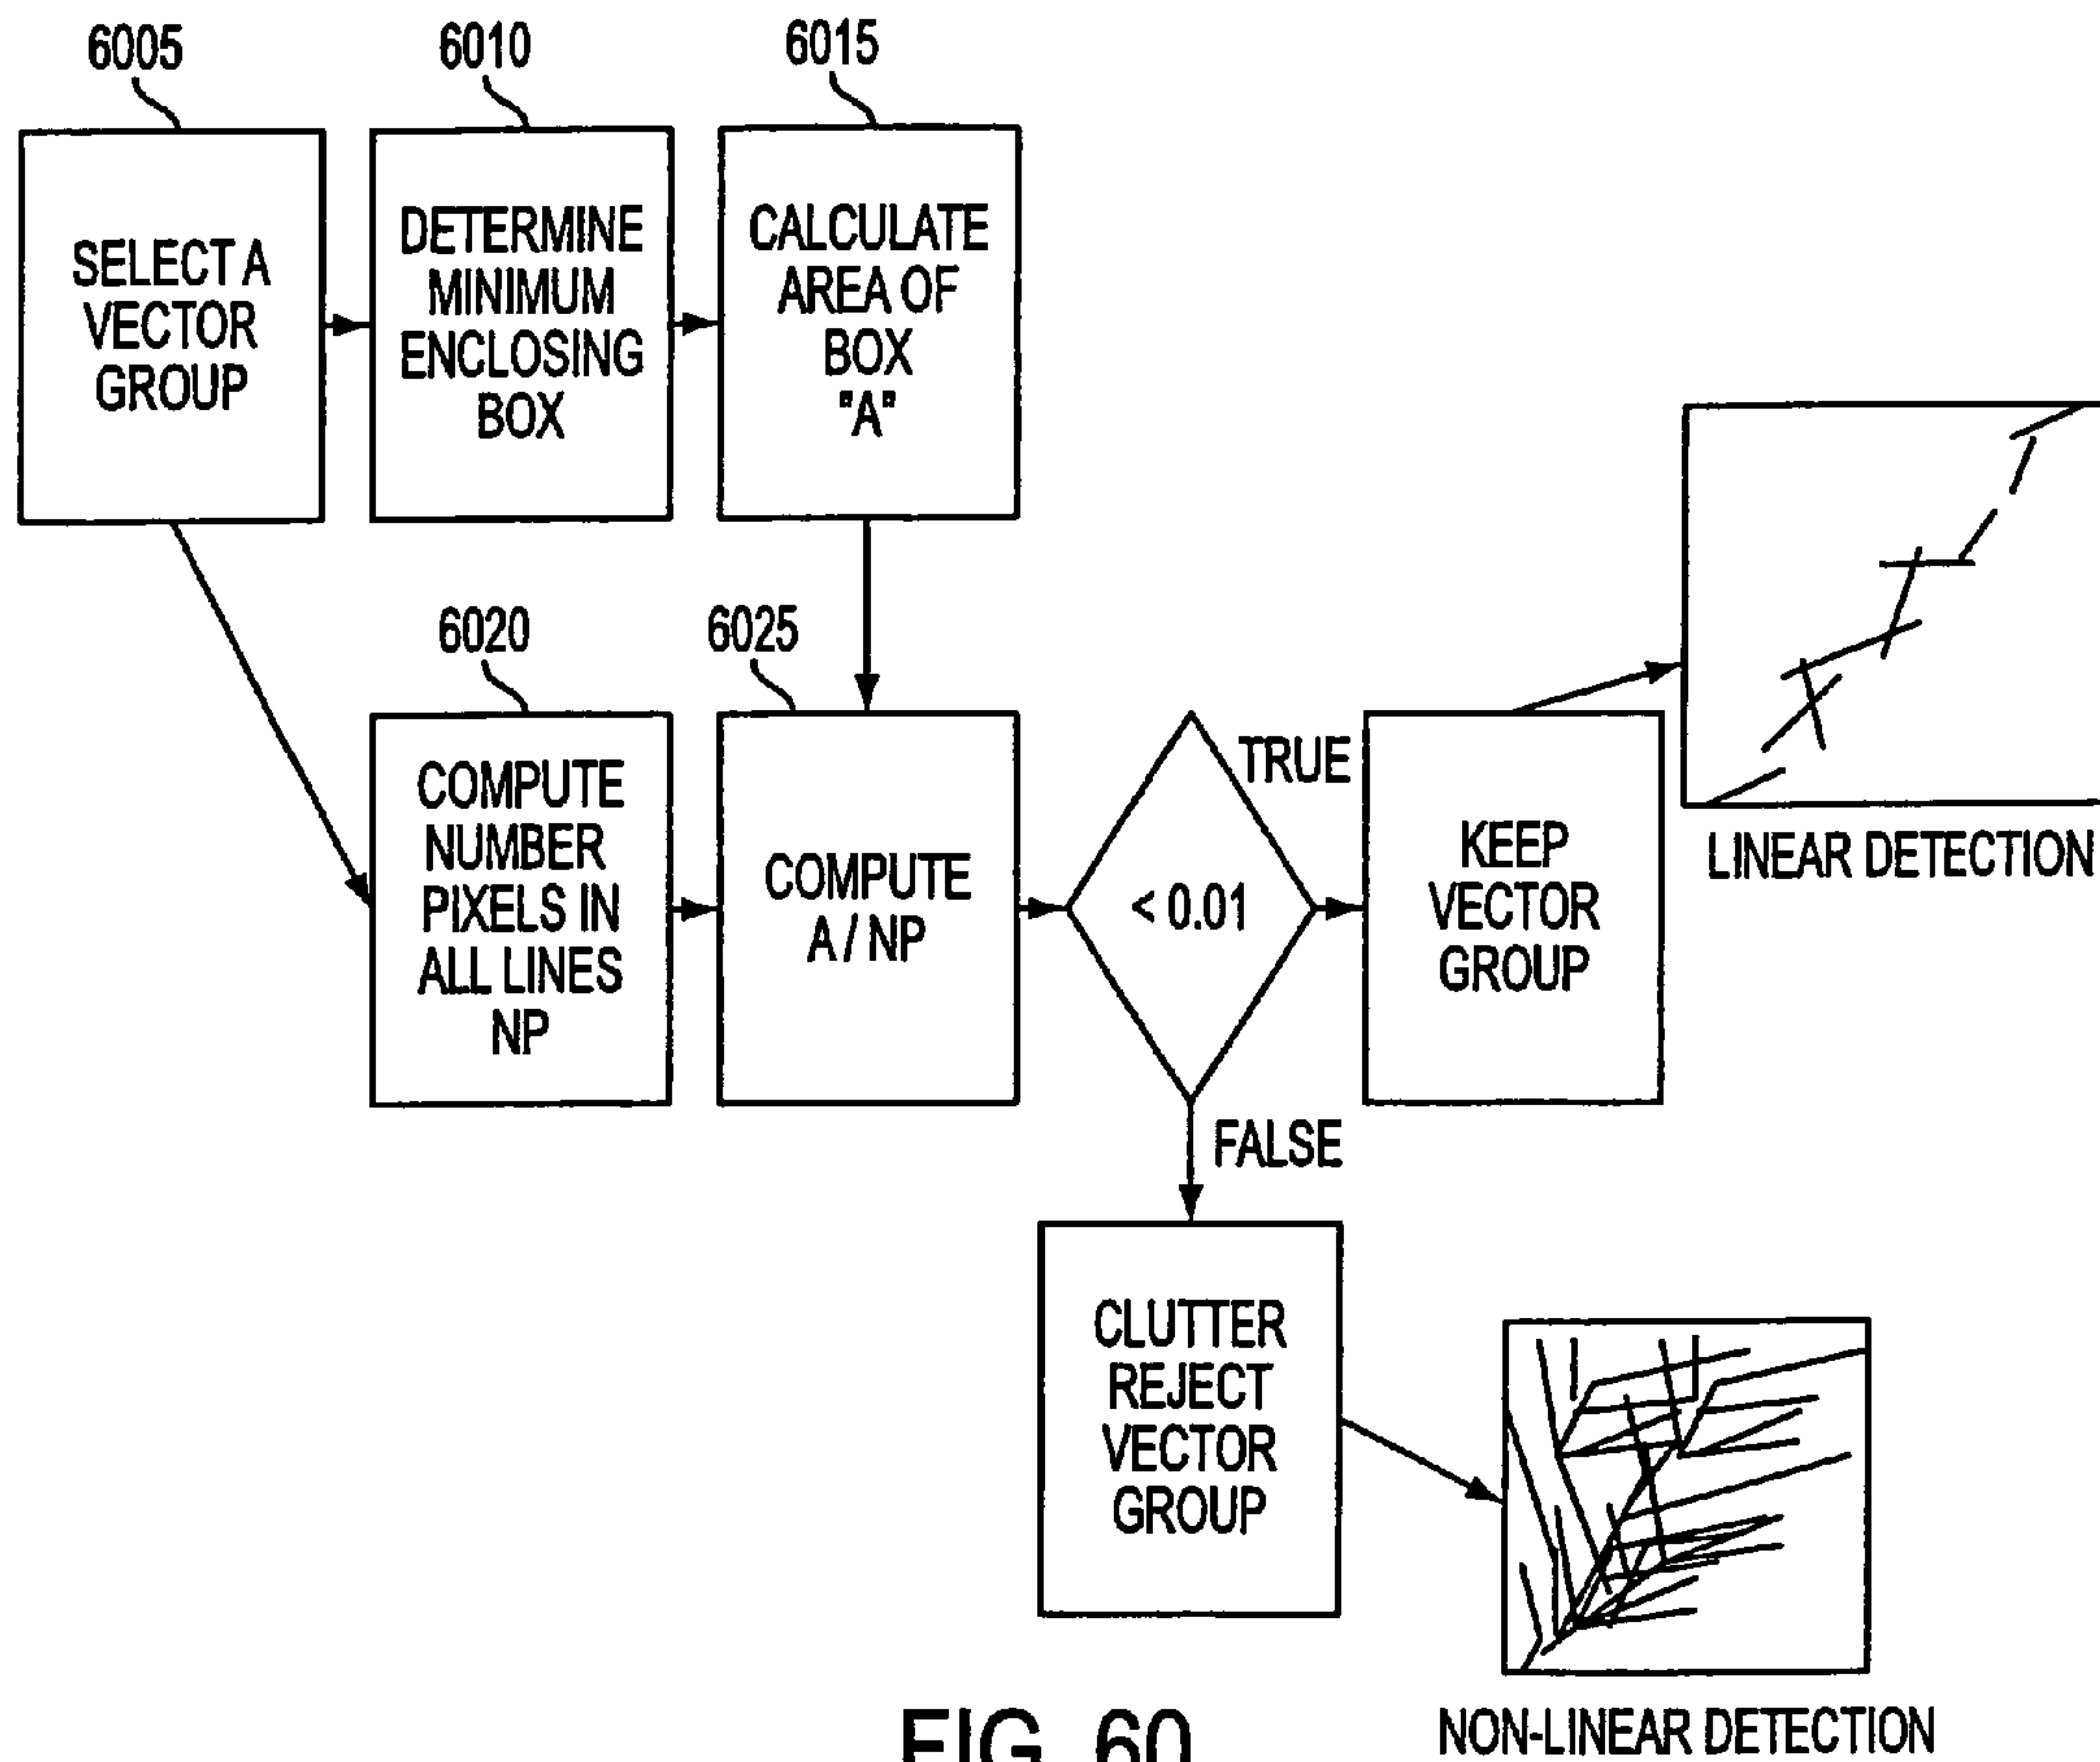 6005
6010
6015
SELECT A
VECTOR
GROUP
DETERMINE
MINIMUM
ENCLOSING
BOX
CALCULATE
AREA OF
BOX
"A"
6020
6025
COMPUTE
NUMBER
PIXELS IN
ALL LINES
NP
COMPUTE
A / NP
< 0.01
TRUE
KEEP
VECTOR
GROUP
LINEAR DETECTION
FALSE
CLUTTER
REJECT
VECTOR
GROUP
NON-LINEAR DETECTION
FIG. 60